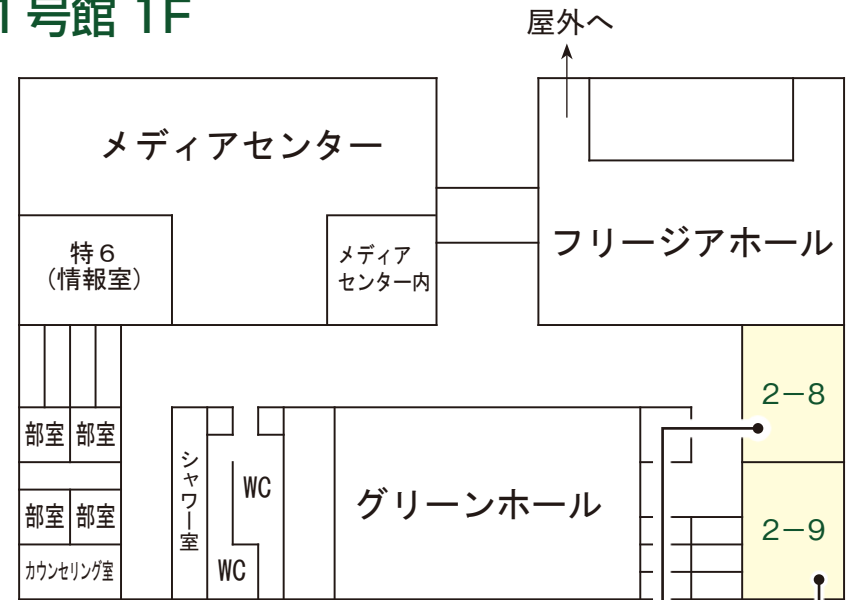 1号館 1F
屋外へ
メディアセンター
特6
(情報室)
メディア
センター内
フリージアホール
2−8
部室 部室
シャワー室
WC
グリーンホール
部室 部室
2−9
カウンセリング室
WC